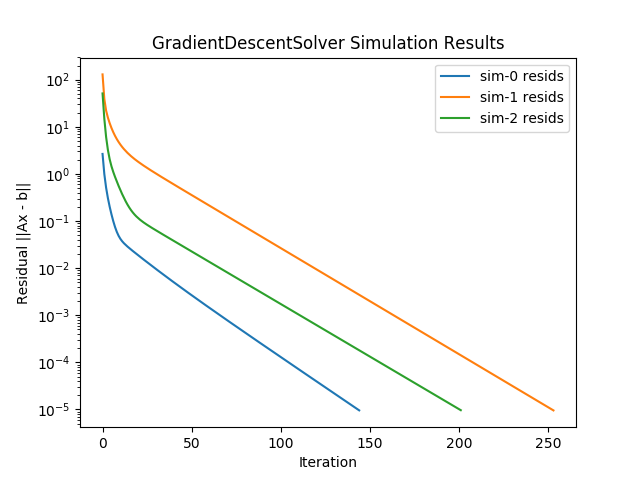 GradientDescentSolver Simulation Results
sim-0 resids
sim-1 resids
sim-2 resids
Residual ||Ax - b||
10²
10¹
10⁰
10⁻¹
10⁻²
10⁻³
10⁻⁴
10⁻⁵
0 50 100 150 200 250
Iteration